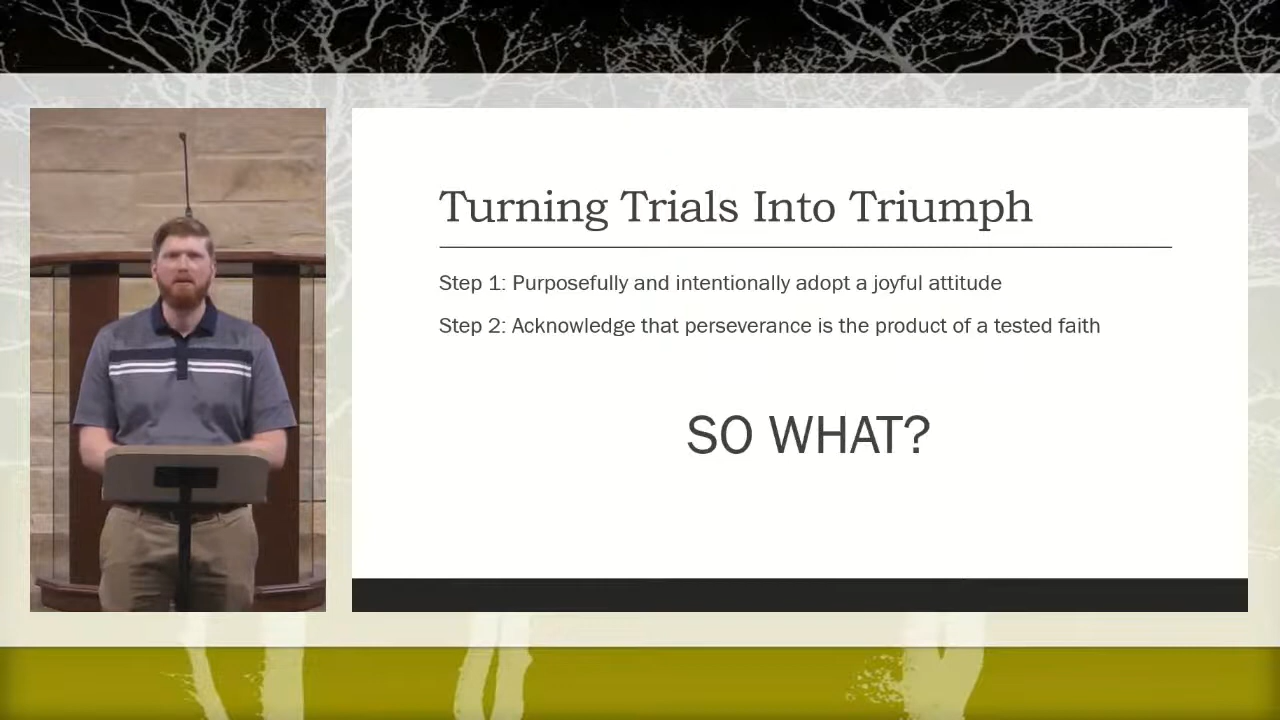 Turning Trials Into Triumph
Step 1: Purposefully and intentionally adopt a joyful attitude
Step 2: Acknowledge that perseverance is the product of a tested faith
SO WHAT?